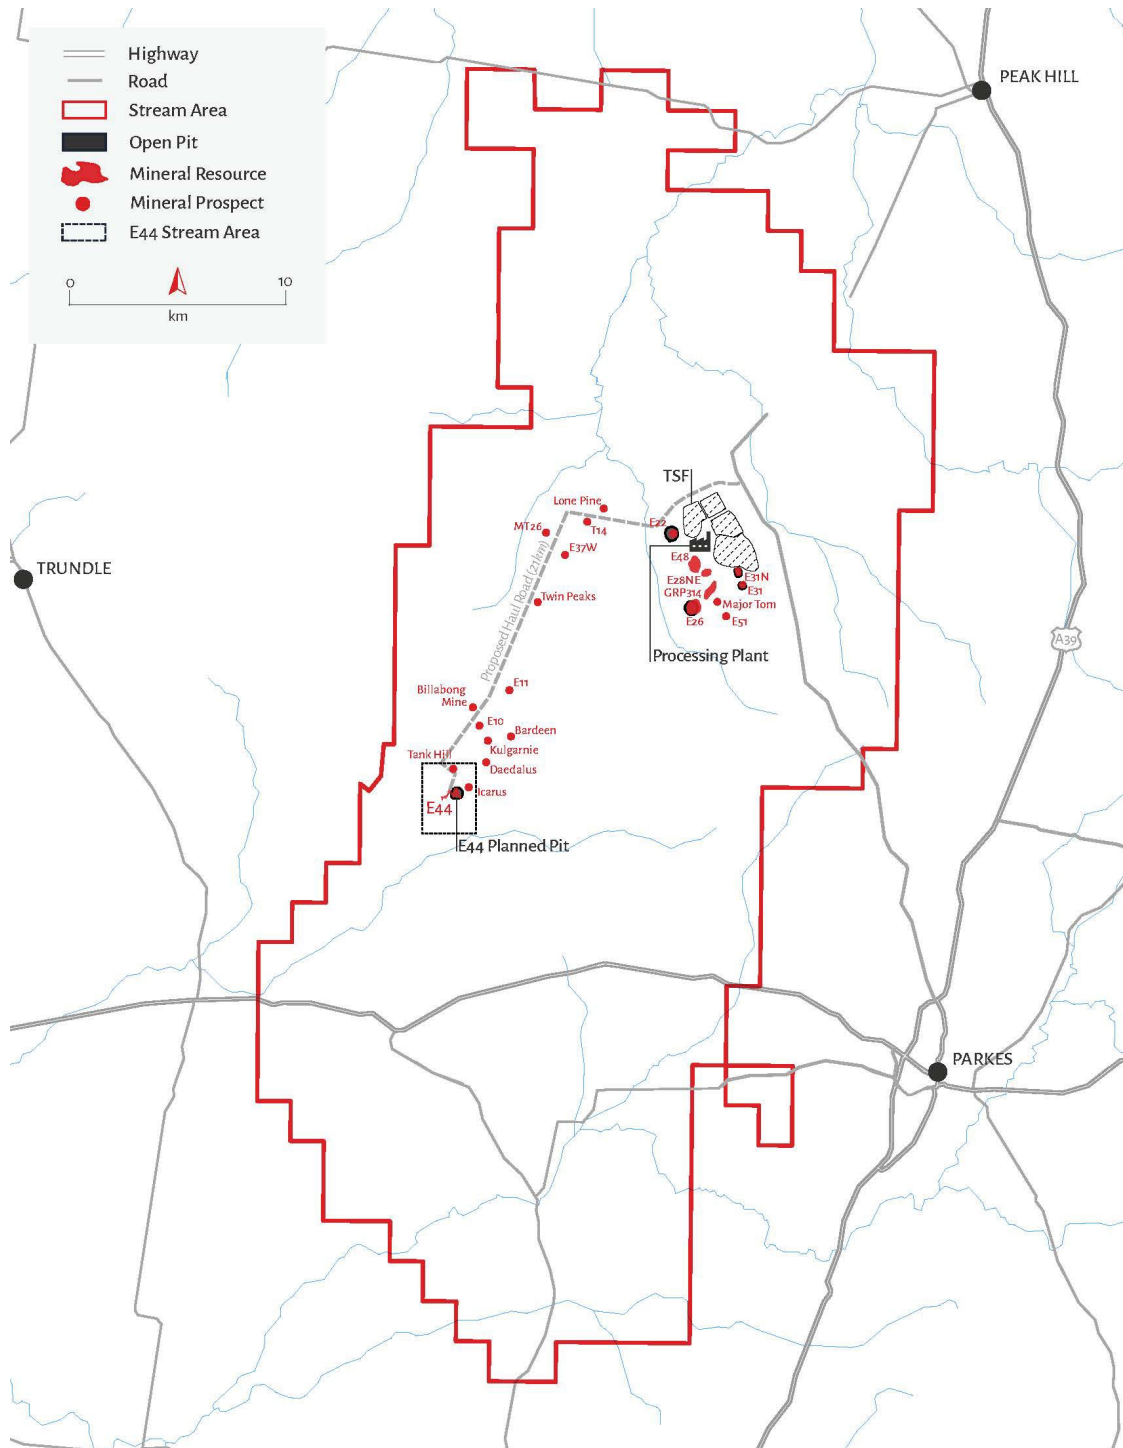 Highway
Road
Stream Area
Open Pit
Mineral Resource
Mineral Prospect
E44 Stream Area
0
10
km
PEAK HILL
TRUNDLE
TSF
Lone Pine
E22
MT26
T14
E37W
E48
E28NE
E31N
E31
GRP314
Twin Peaks
Major Tom
E26
E51
Proposed Haul Road (21km)
A39
Processing Plant
E11
Billabong
Mine
E10
Bardeen
Kulgarnie
Tank Hill
Daedalus
Icarus
E44
E44 Planned Pit
PARKES